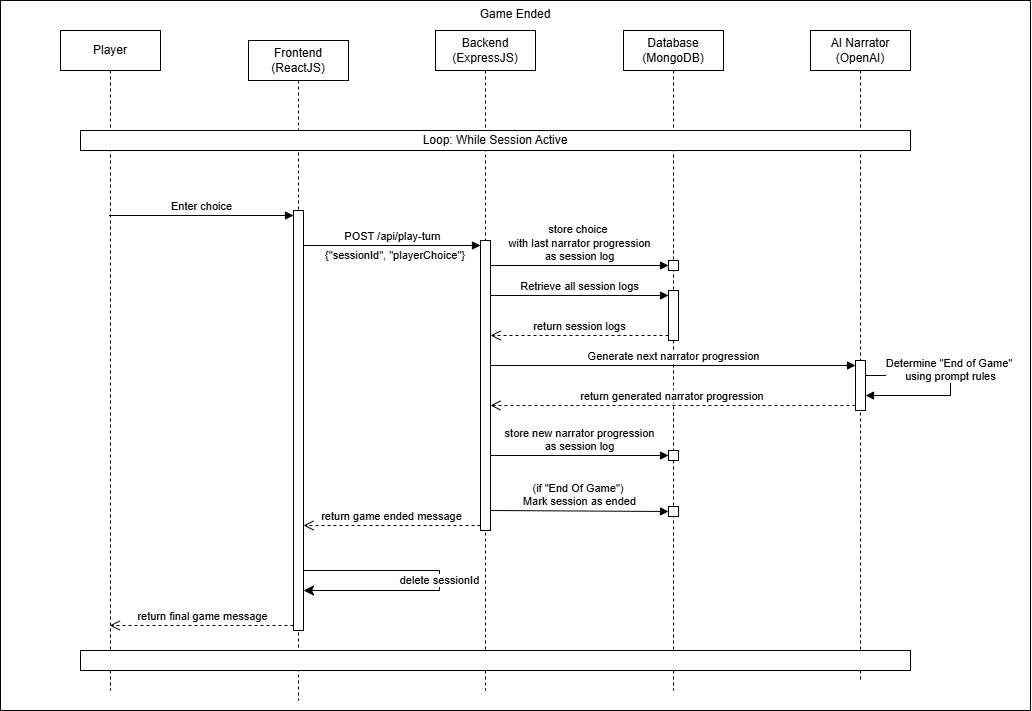 Game Ended
Player
Frontend
(ReactJS)
Backend
(ExpressJS)
Database
(MongoDB)
AI Narrator
(OpenAI)
Loop: While Session Active
Enter choice
POST /api/play-turn
{"sessionId", "playerChoice"}
store choice
with last narrator progression
as session log
Retrieve all session logs
return session logs
Generate next narrator progression
Determine "End of Game"
using prompt rules
return generated narrator progression
store new narrator progression
as session log
(if "End Of Game")
Mark session as ended
return game ended message
delete sessionId
return final game message